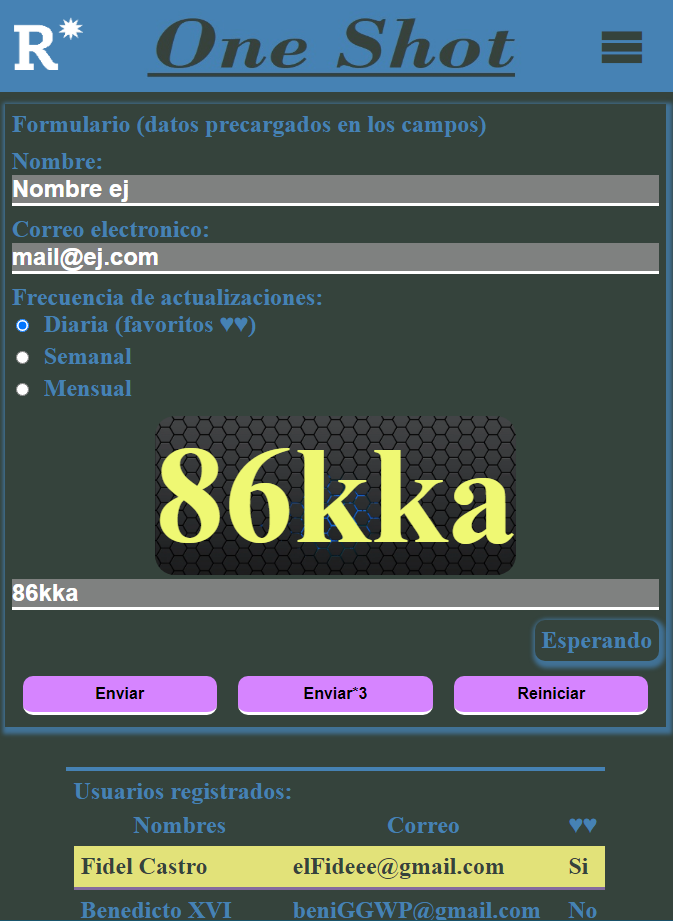 R*
One Shot
Formulario (datos precargados en los campos)
Nombre:
Nombre ej
Correo electronico:
mail@ej.com
Frecuencia de actualizaciones:
Diaria (favoritos ♥♥)
Semanal
Mensual
86kka
86kka
Esperando
Enviar Enviar*3 Reiniciar
Usuarios registrados:
Nombres Correo ♥♥
Fidel Castro elFideee@gmail.com Si
Benedicto XVI beniGGWP@gmail.com No